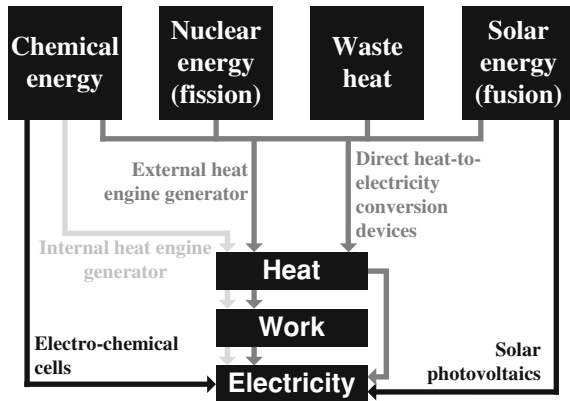 Chemical
energy
Nuclear
energy
(fission)
Waste
heat
Solar
energy
(fusion)
External heat
engine generator
Direct heat-to-
electricity
conversion
devices
Internal heat engine
generator
Heat
Work
Electricity
Electro-chemical
cells
Solar
photovoltaics